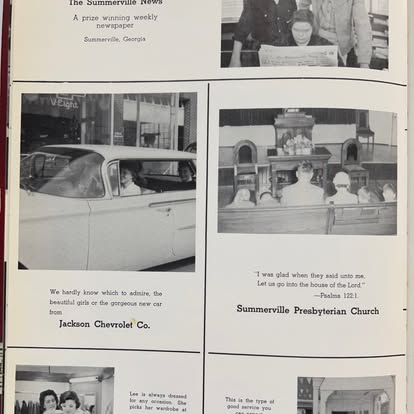 The Summerville News
A prize winning weekly
newspaper
Summerville, Georgia
V-Eight
We hardly know which to admire, the
beautiful girls or the gorgeous new car
from
Jackson Chevrolet Co.
"I was glad when they said unto me,
Let us go into the house of the Lord."
—Psalms 122:1.
Summerville Presbyterian Church
Lee is always dressed
for any occasion. She
picks her wardrobe at
This is the type of
good service you